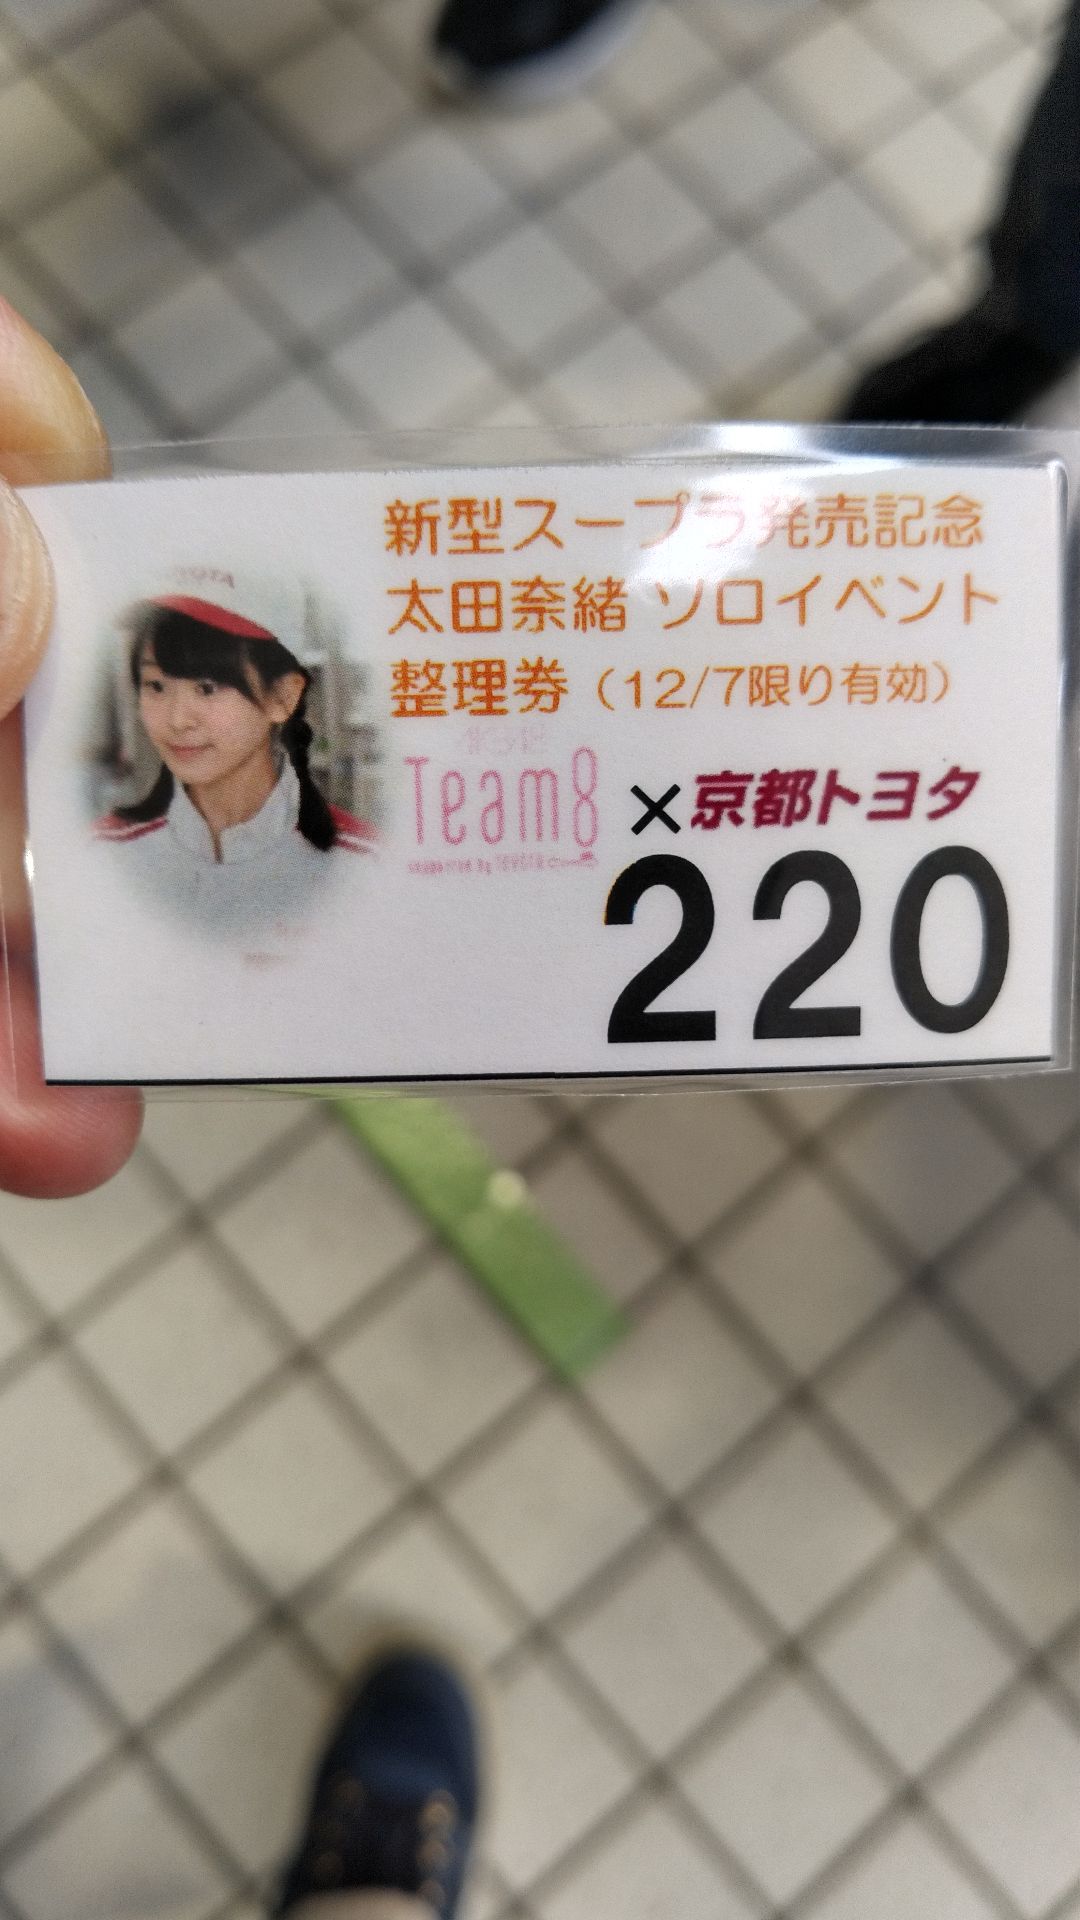 新型スープラ発売記念
太田奈緒 ソロイベント
整理券（12/7限り有効）
AKB48
Team8
×京都トヨタ
220